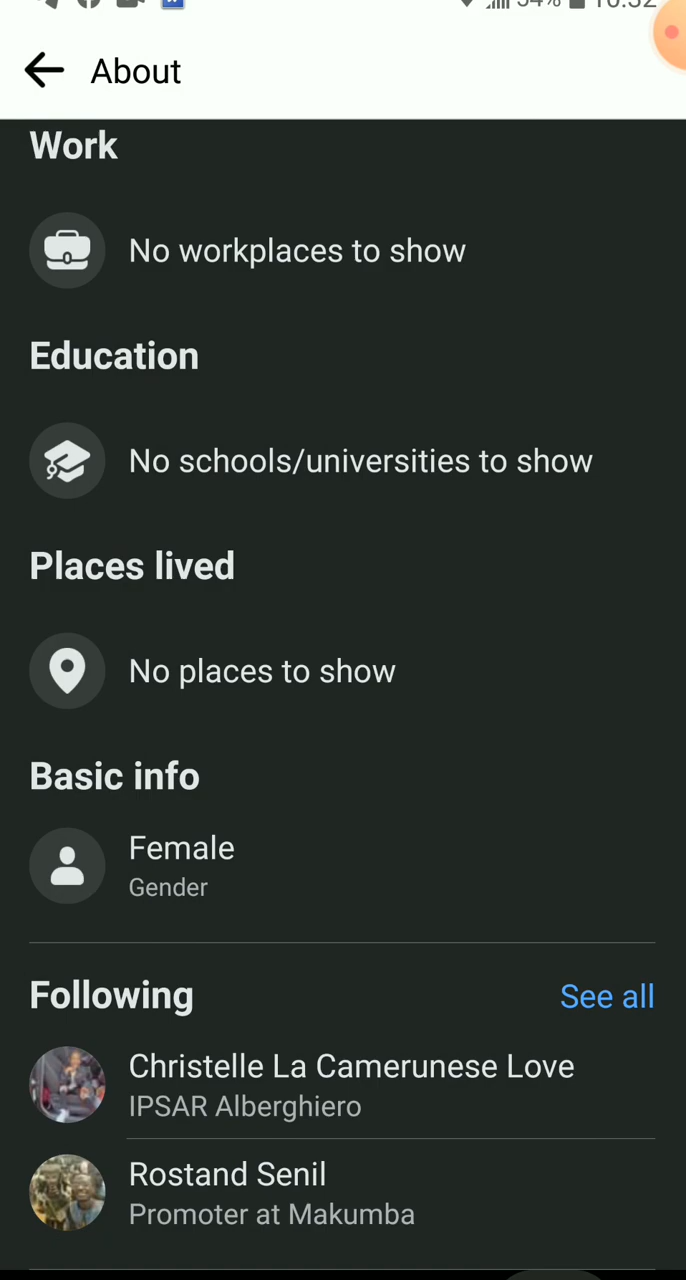 About
Work
No workplaces to show
Education
No schools/universities to show
Places lived
No places to show
Basic info
Female
Gender
Following
See all
Christelle La Camerunese Love
IPSAR Alberghiero
Rostand Senil
Promoter at Makumba